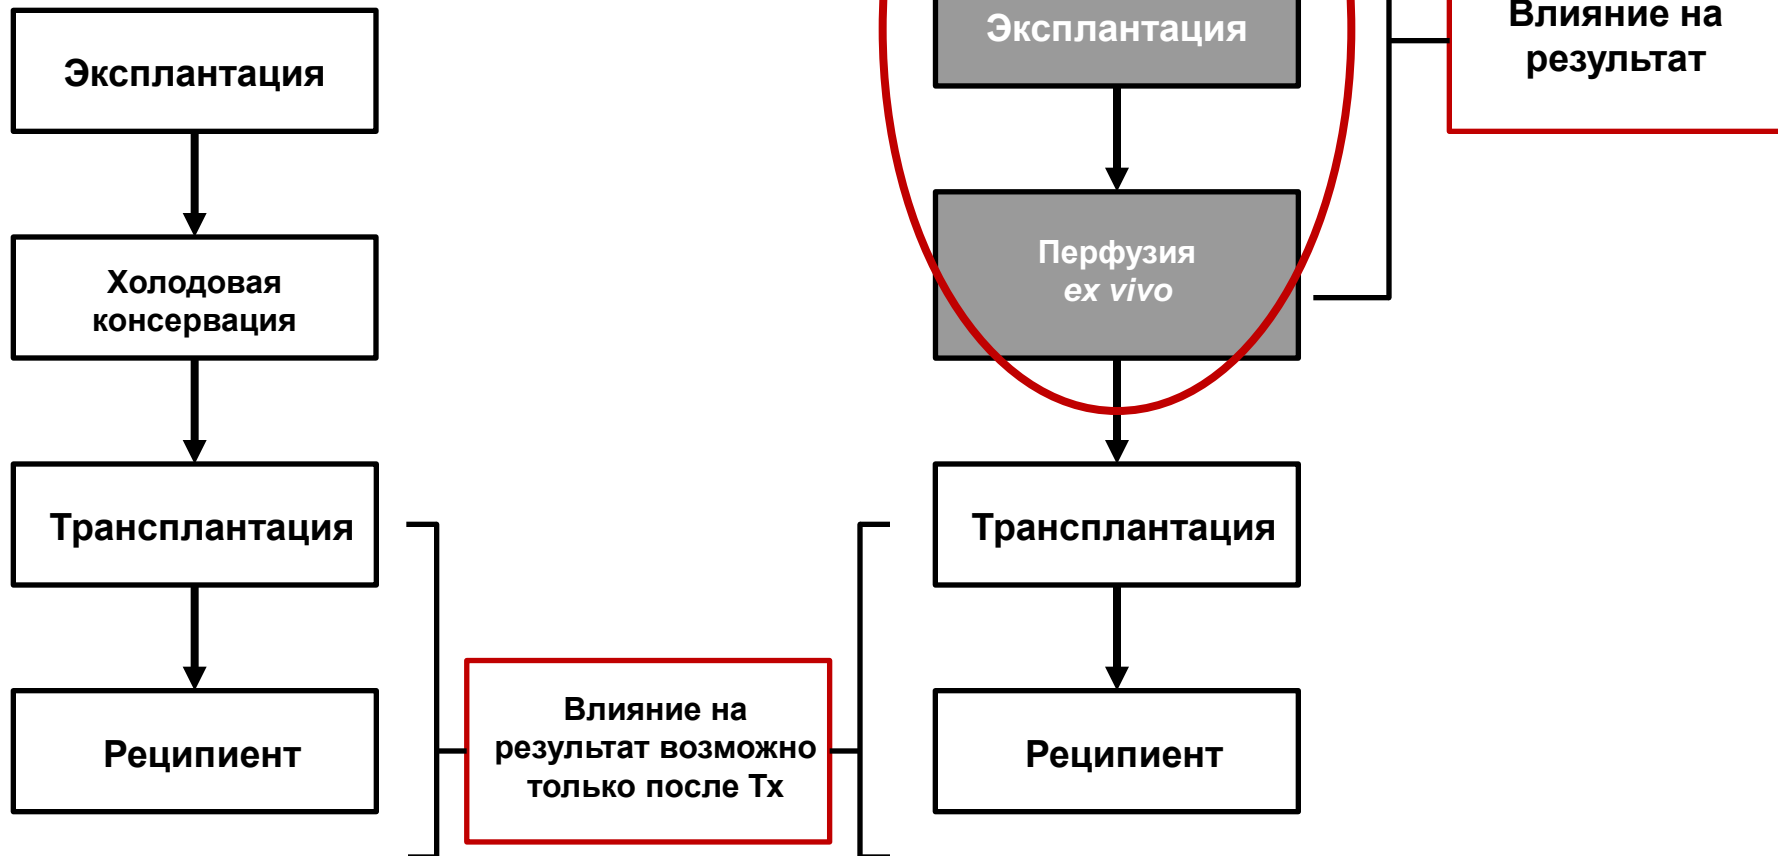 Эксплантация
Холодовая
консервация
Трансплантация
Реципиент
Влияние на
результат возможно
только после Тх
Эксплантация
Перфузия
ex vivo
Трансплантация
Реципиент
Влияние на
результат